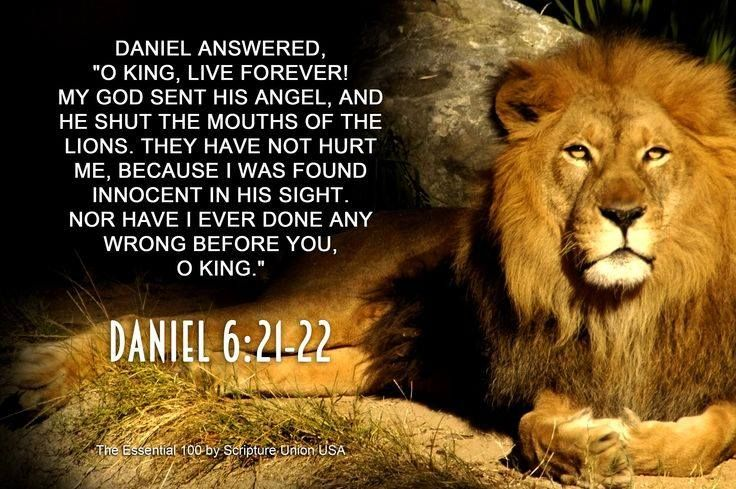 DANIEL ANSWERED,
"O KING, LIVE FOREVER!
MY GOD SENT HIS ANGEL, AND
HE SHUT THE MOUTHS OF THE
LIONS. THEY HAVE NOT HURT
ME, BECAUSE I WAS FOUND
INNOCENT IN HIS SIGHT.
NOR HAVE I EVER DONE ANY
WRONG BEFORE YOU,
O KING."
DANIEL 6:21-22
The Essential 100 by Scripture Union USA